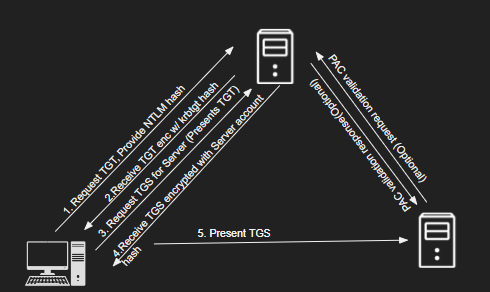 1. Request TGT, Provide NTLM hash
2.Receive TGT enc w/ krbtgt hash
3. Request TGS for Server (Presents TGT)
4.Receive TGS encrypted with Server account
hash
5. Present TGS
PAC validation request (Optional)
PAC validation response(Optional)